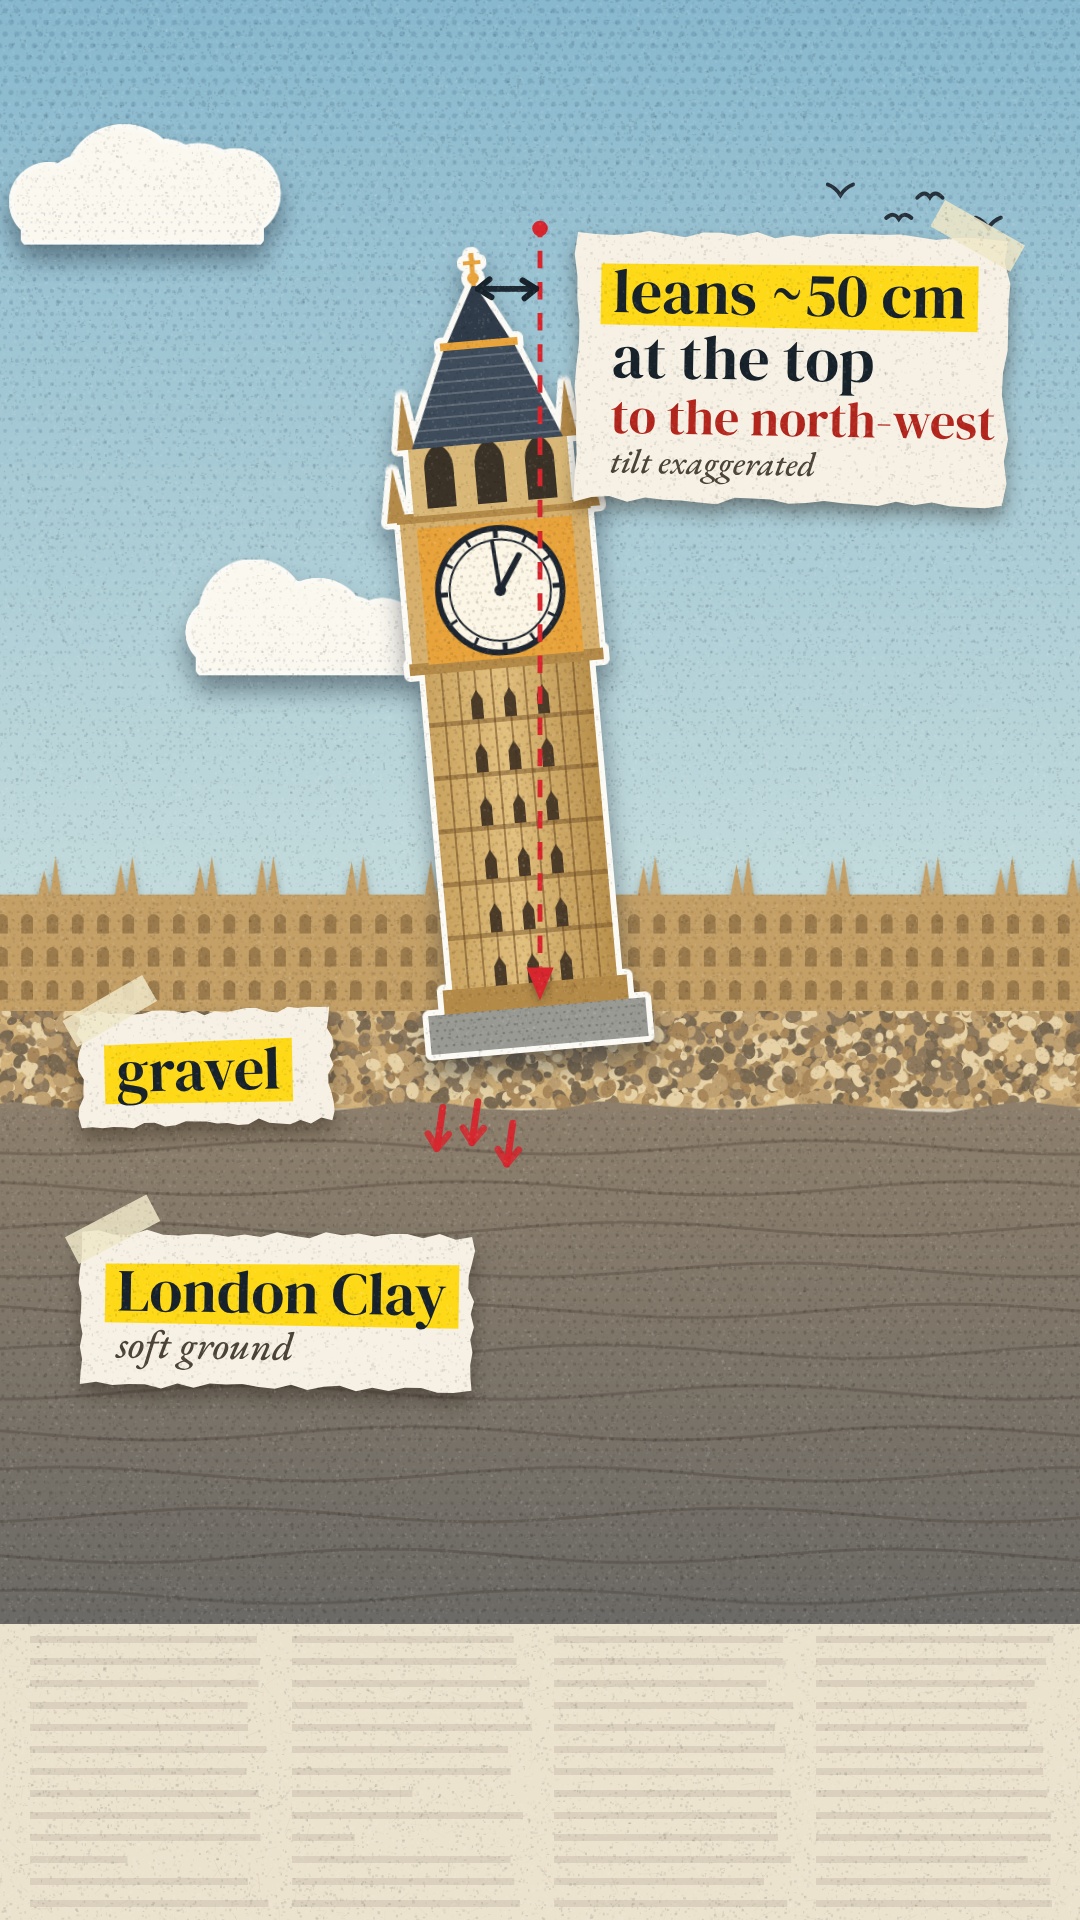 leans ~50 cm
at the top
to the north-west
tilt exaggerated
gravel
London Clay
soft ground